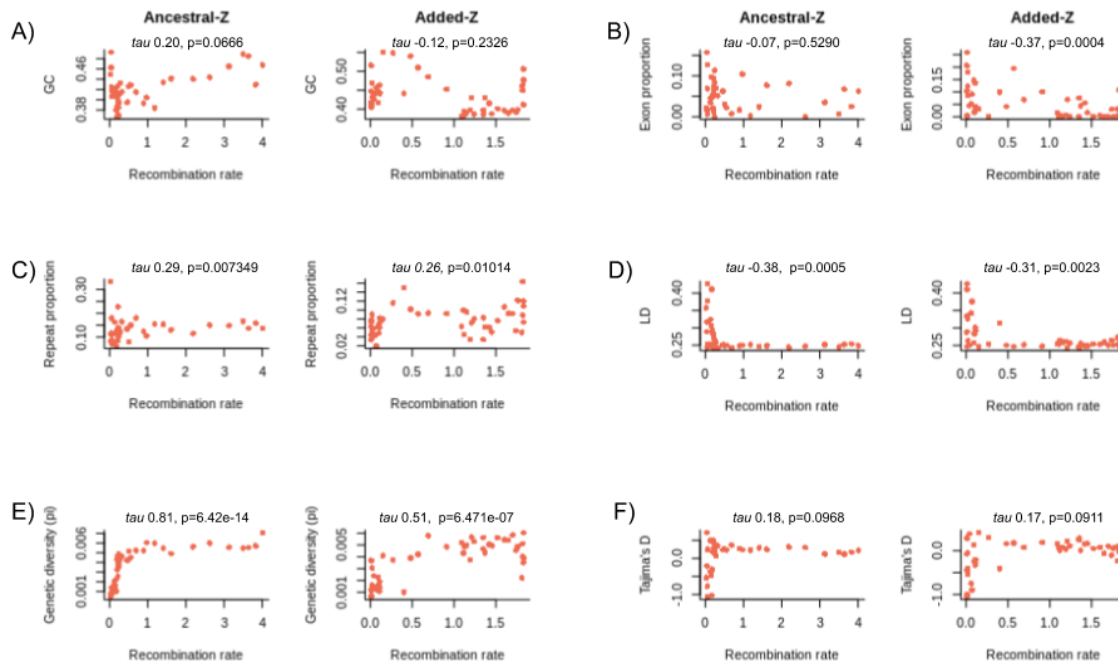 Ancestral-Z Added-Z Ancestral-Z Added-Z
A) tau 0.20, p=0.0666 tau -0.12, p=0.2326 B) tau -0.07, p=0.5290 tau -0.37, p=0.0004
GC 0.38 0.46 GC 0.40 0.50 Exon proportion 0.00 0.10 Exon proportion 0.00 0.10
0 1 2 3 4 0.0 0.5 1.0 1.5 0 1 2 3 4 0.0 0.5 1.0 1.5
Recombination rate Recombination rate Recombination rate Recombination rate
C) tau 0.29, p=0.007349 tau 0.26, p=0.01014 D) tau -0.38, p=0.0005 tau -0.31, p=0.0023
Repeat proportion 0.10 0.30 Repeat proportion 0.02 0.12 LD 0.25 0.40 LD 0.25 0.40
0 1 2 3 4 0.0 0.5 1.0 1.5 0 1 2 3 4 0.0 0.5 1.0 1.5
Recombination rate Recombination rate Recombination rate Recombination rate
E) tau 0.81, p=6.42e-14 tau 0.51, p=6.471e-07 F) tau 0.18, p=0.0968 tau 0.17, p=0.0911
Genetic diversity (pi) 0.001 0.006 Genetic diversity (pi) 0.001 0.005 Tajima's D -1.0 0.0 Tajima's D -1.0 0.0
0 1 2 3 4 0.0 0.5 1.0 1.5 0 1 2 3 4 0.0 0.5 1.0 1.5
Recombination rate Recombination rate Recombination rate Recombination rate